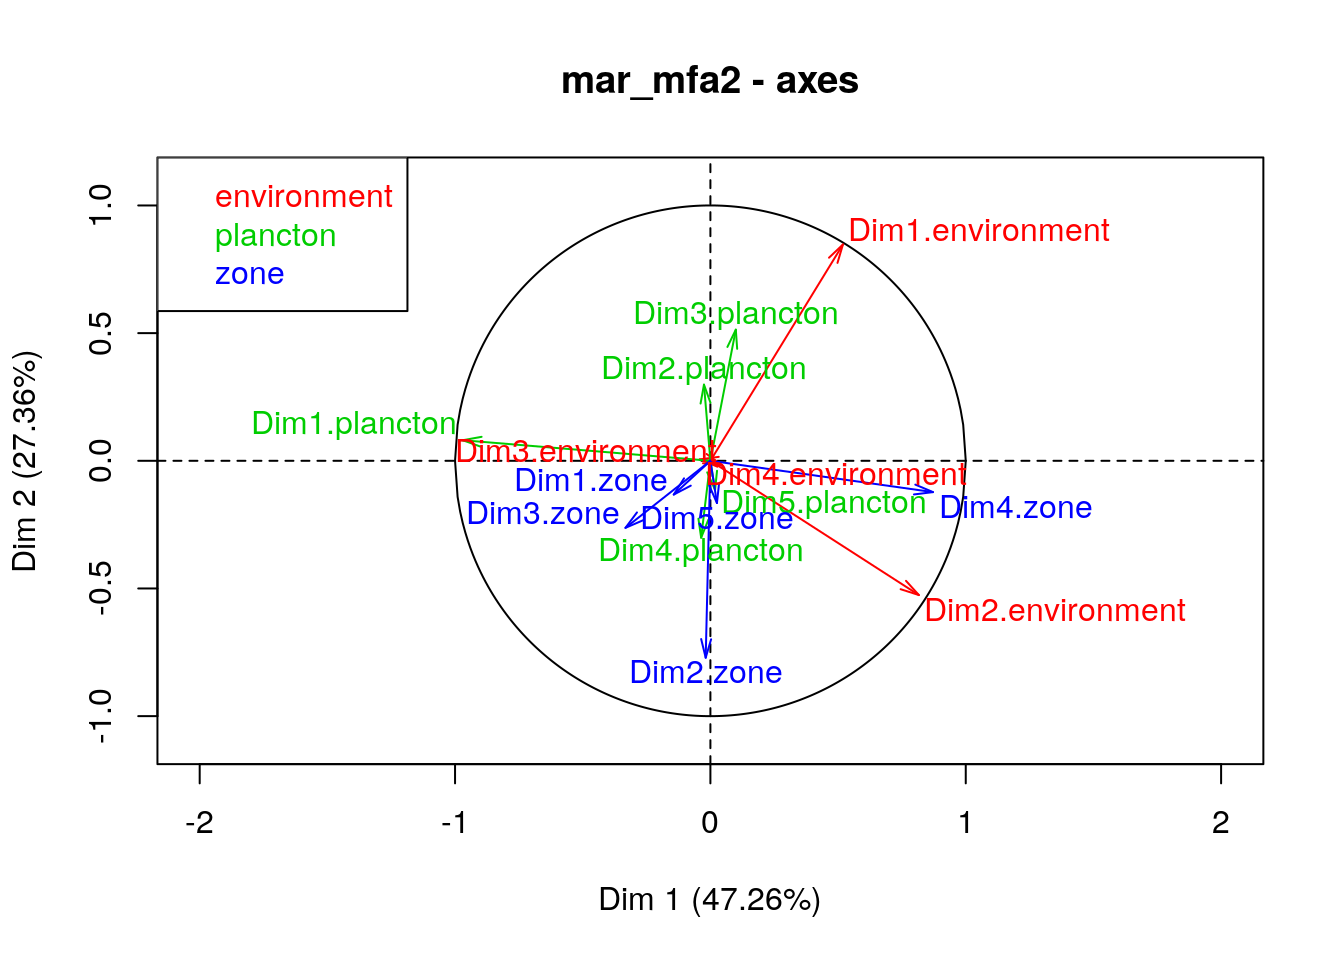 mar_mfa2 - axes
environment
plancton
zone
Dim1.environment
Dim3.plancton
Dim2.plancton
Dim1.plancton
Dim3.environment
Dim4.environment
Dim1.zone
Dim5.plancton
Dim4.zone
Dim3.zone
Dim5.zone
Dim4.plancton
Dim2.environment
Dim2.zone
1.0
0.5
0.0
-0.5
-1.0
Dim 2 (27.36%)
-2 -1 0 1 2
Dim 1 (47.26%)